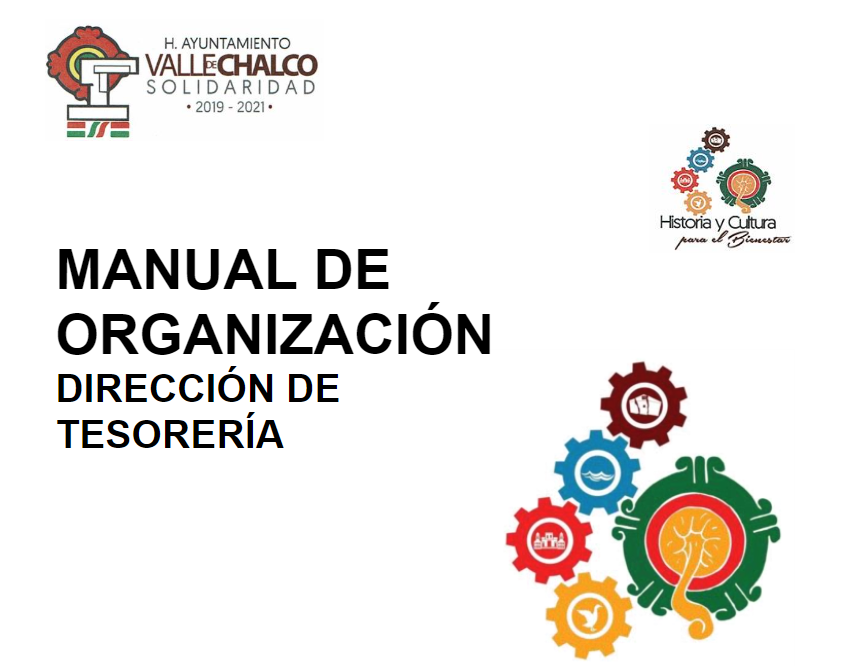 H. AYUNTAMIENTO
VALLE DE CHALCO
SOLIDARIDAD
• 2019 - 2021 •
Historia y Cultura
para el Bienestar
MANUAL DE
ORGANIZACIÓN
DIRECCIÓN DE
TESORERÍA